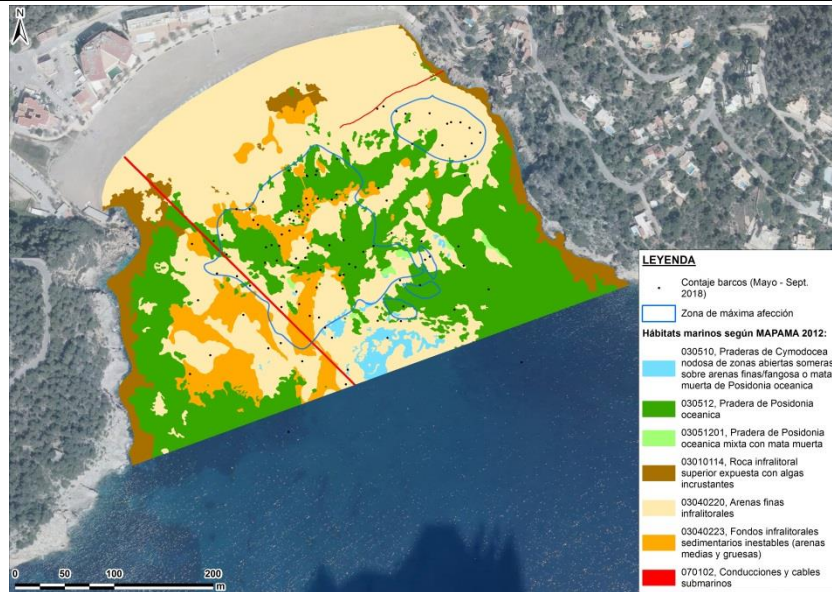 N
LEYENDA
Contaje barcos (Mayo - Sept.
2018)
Zona de máxima afección
Hábitats marinos según MAPAMA 2012:
030510, Praderas de Cymodocea
nodosa de zonas abiertas someras
sobre arenas finas/fangosa o mata
muerta de Posidonia oceanica
030512, Pradera de Posidonia
oceanica
03051201, Pradera de Posidonia
oceanica mixta con mata muerta
03010114, Roca infralitoral
superior expuesta con algas
incrustantes
03040220, Arenas finas
infralitorales
03040223, Fondos infralitorales
sedimentarios inestables (arenas
medias y gruesas)
070102, Conducciones y cables
submarinos
0 50 100 200
m